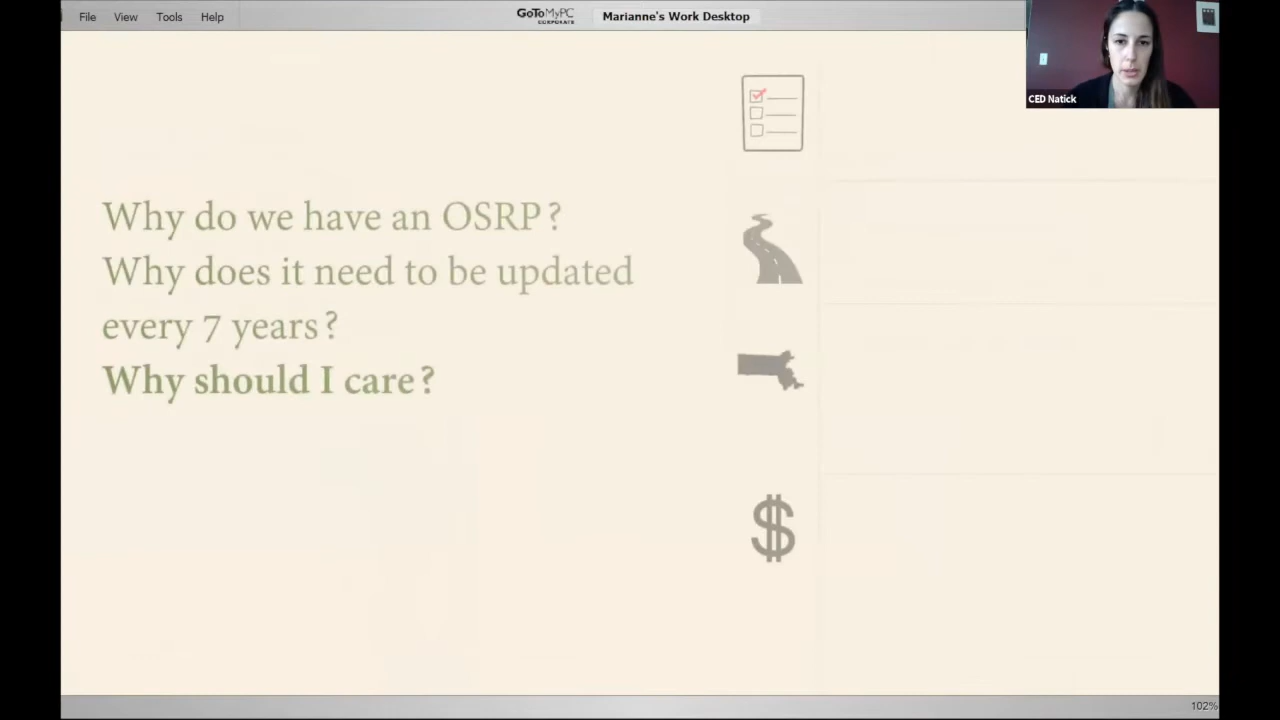 File View Tools Help
GoToMyPC
CORPORATE
Marianne's Work Desktop
CED Natick
Why do we have an OSRP?
Why does it need to be updated
every 7 years?
Why should I care?
$
102%